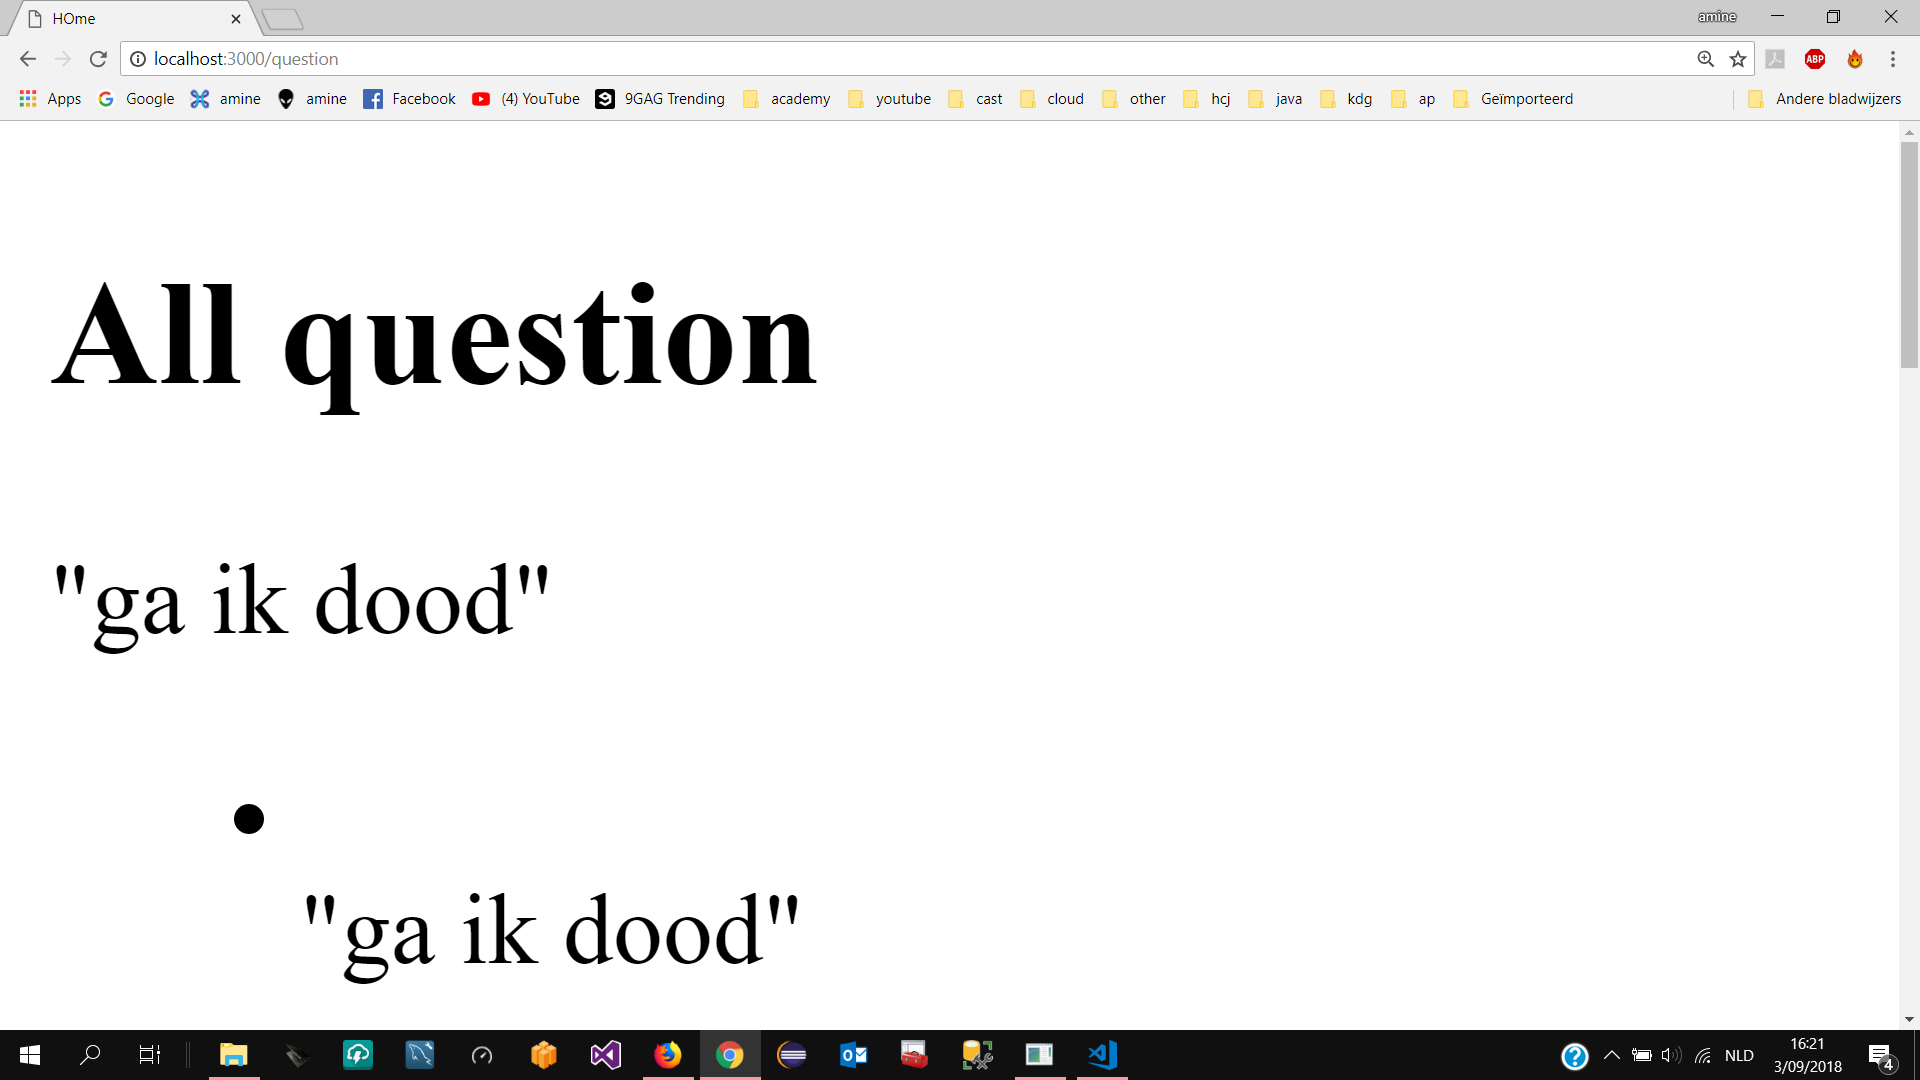 HOme
amine
localhost:3000/question
ABP
Apps Google amine amine Facebook (4) YouTube 9GAG Trending academy youtube cast cloud other hcj java kdg ap Geïmporteerd Andere bladwijzers
All question
"ga ik dood"
"ga ik dood"
NLD
16:21
3/09/2018
4